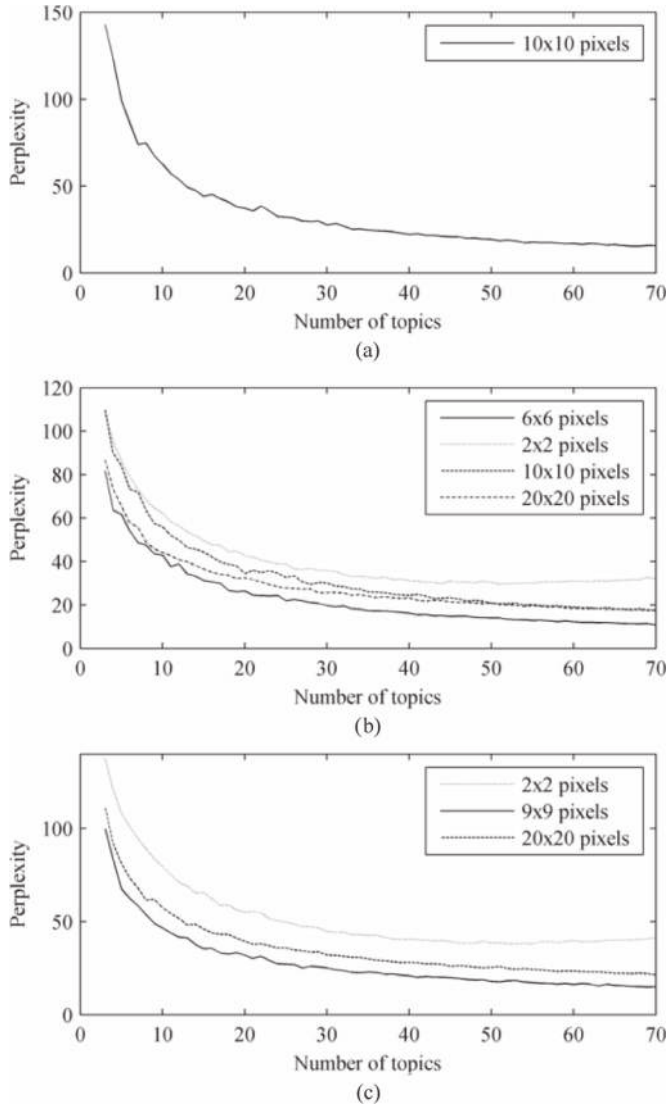 150
10x10 pixels
100
Perplexity
50
0
0 10 20 30 40 50 60 70
Number of topics
(a)
120
6x6 pixels
100
2x2 pixels
80
10x10 pixels
20x20 pixels
Perplexity
60
40
20
0
0 10 20 30 40 50 60 70
Number of topics
(b)
2x2 pixels
9x9 pixels
100
20x20 pixels
Perplexity
50
0
0 10 20 30 40 50 60 70
Number of topics
(c)